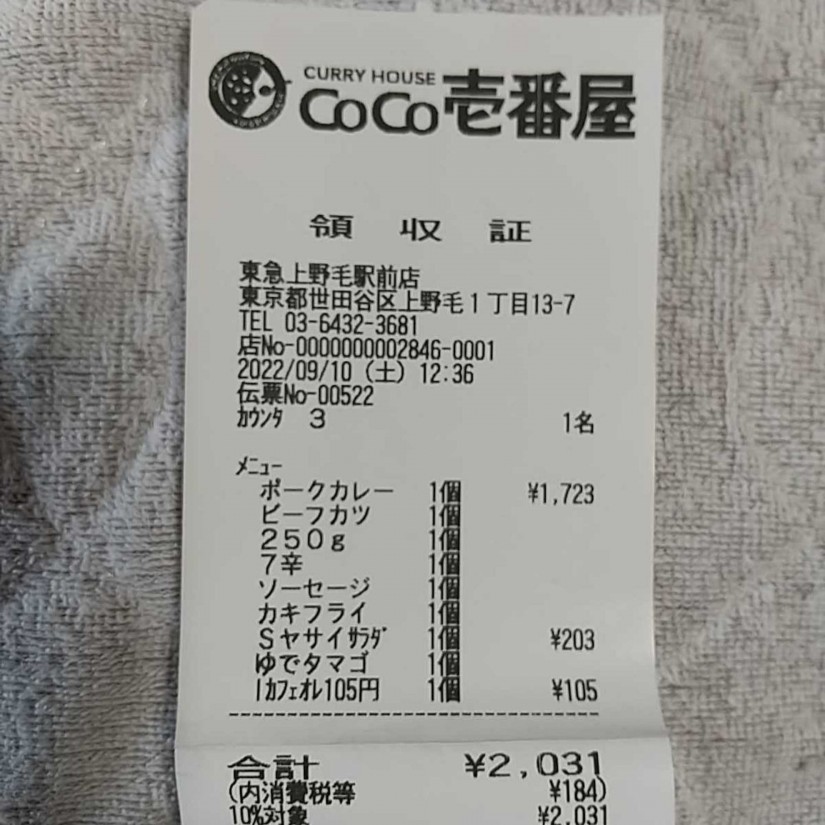 CURRY HOUSE
CoCo壱番屋
領収証
東急上野毛駅前店
東京都世田谷区上野毛1丁目13-7
TEL 03-6432-3681
店No-0000000002846-0001
2022/09/10 (土) 12:36
伝票No-00522
ｶｳﾝﾀ 3 1名
ﾒﾆｭｰ
ポークカレー 1個 ¥1,723
ビーフカツ 1個
250g 1個
7辛 1個
ソーセージ 1個
カキフライ 1個
Sヤサイｻﾗﾀﾞ 1個 ¥203
ゆでタマゴ 1個
Iｶﾌｪｵﾚ105円 1個 ¥105
合計 ¥2,031
(内消費税等 ¥184)
10%対象 ¥2,031